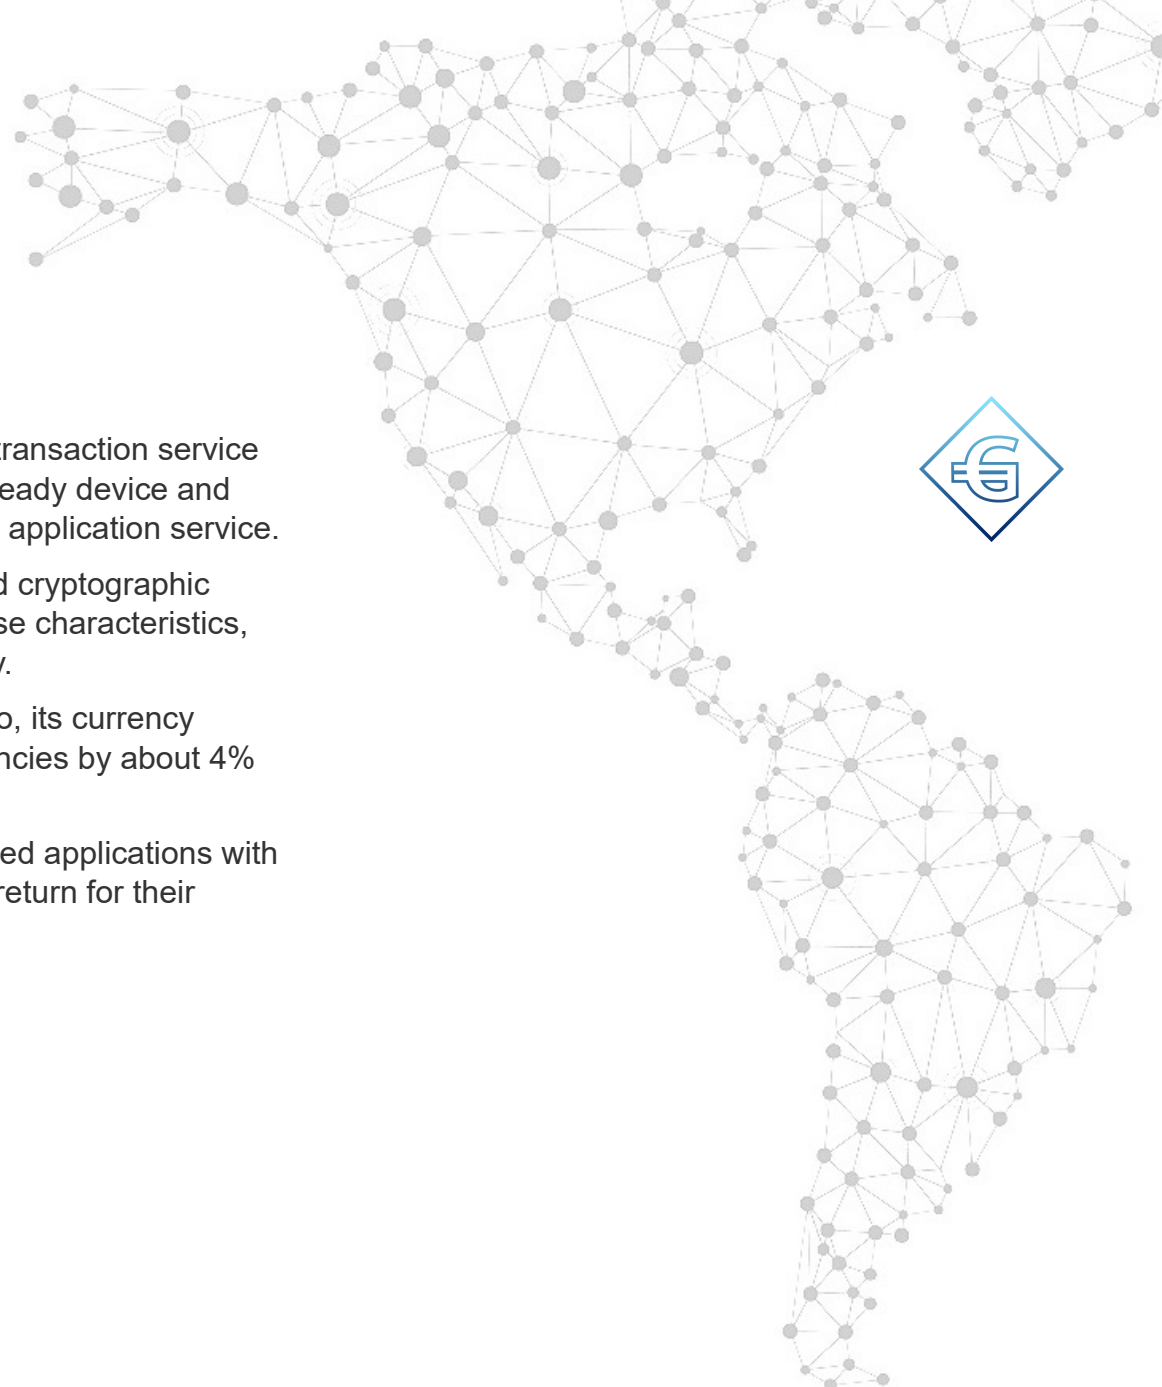 transaction service
eady device and
application service.
d cryptographic
se characteristics,
y.
o, its currency
ncies by about 4%
ed applications with
return for their